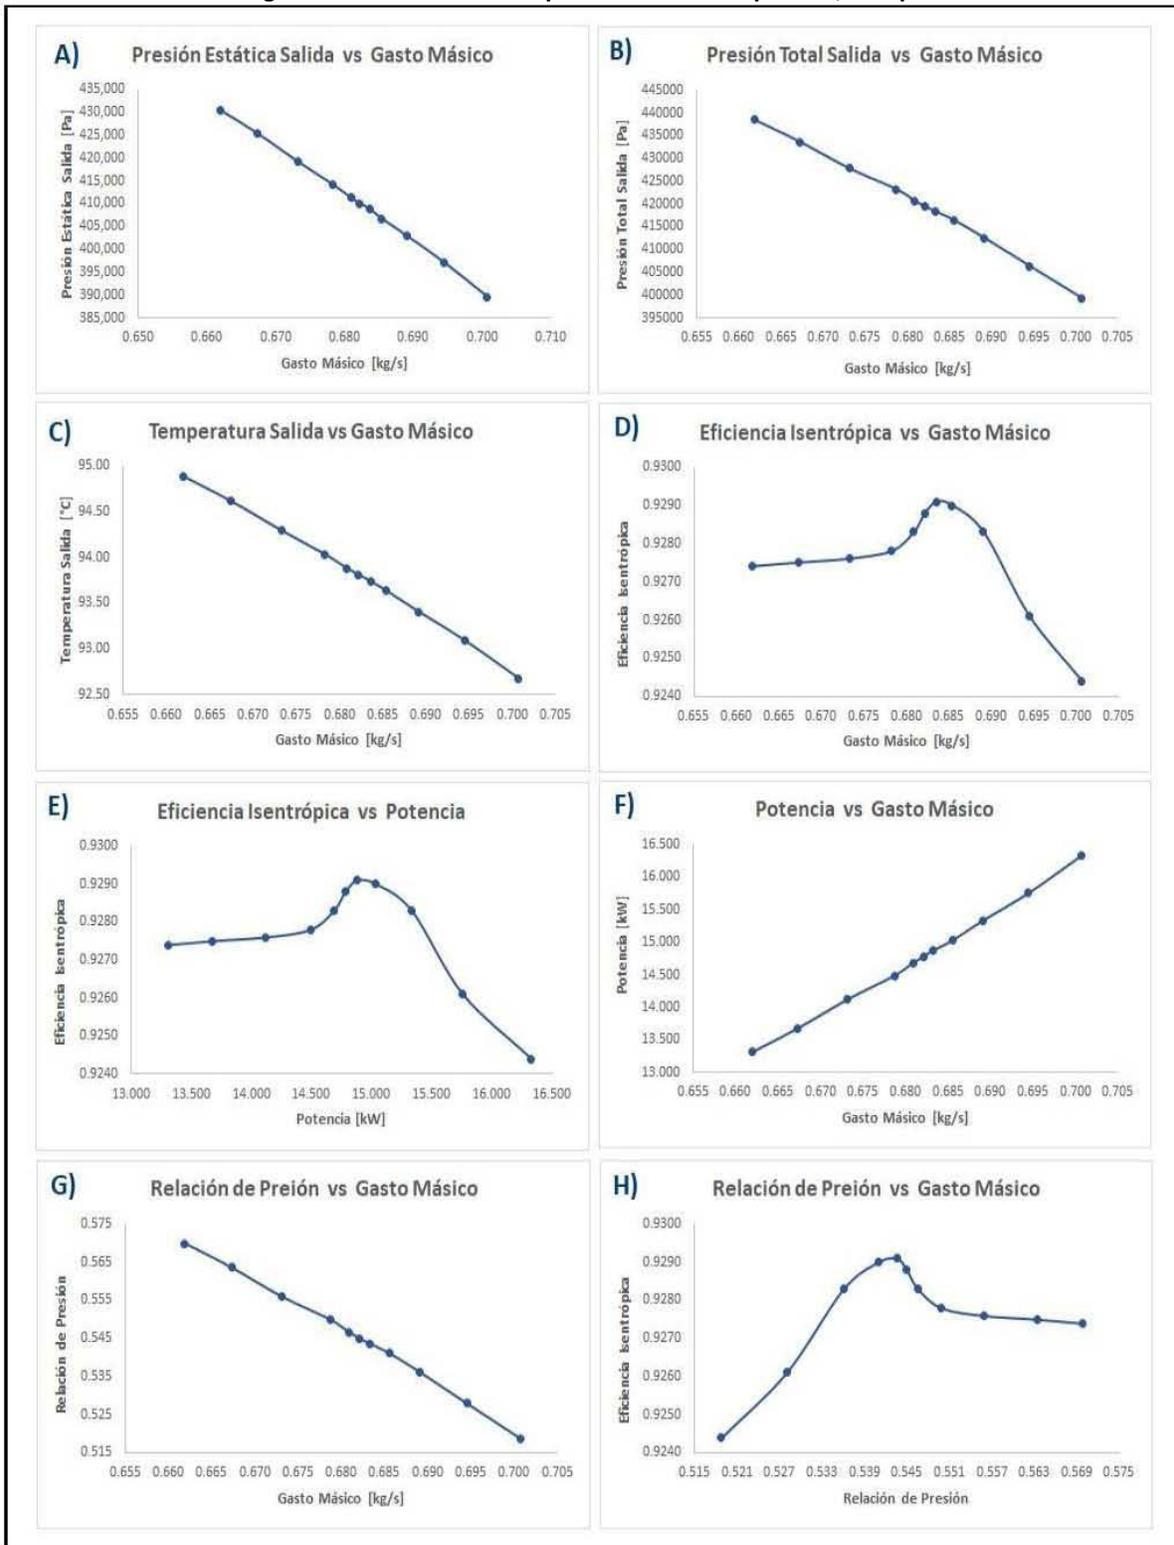 A) Presión Estática Salida vs Gasto Másico
Presión Estática Salida [Pa]
435,000
430,000
425,000
420,000
415,000
410,000
405,000
400,000
395,000
390,000
385,000
0.650 0.660 0.670 0.680 0.690 0.700 0.710
Gasto Másico [kg/s]
B) Presión Total Salida vs Gasto Másico
Presión Total Salida [Pa]
445000
440000
435000
430000
425000
420000
415000
410000
405000
400000
395000
0.655 0.660 0.665 0.670 0.675 0.680 0.685 0.690 0.695 0.700 0.705
Gasto Másico [kg/s]
C) Temperatura Salida vs Gasto Másico
Temperatura Salida [°C]
95.00
94.50
94.00
93.50
93.00
92.50
0.655 0.660 0.665 0.670 0.675 0.680 0.685 0.690 0.695 0.700 0.705
Gasto Másico [kg/s]
D) Eficiencia Isentrópica vs Gasto Másico
Eficiencia Isentrópica
0.9300
0.9290
0.9280
0.9270
0.9260
0.9250
0.9240
0.655 0.660 0.665 0.670 0.675 0.680 0.685 0.690 0.695 0.700 0.705
Gasto Másico [kg/s]
E) Eficiencia Isentrópica vs Potencia
Eficiencia Isentrópica
0.9300
0.9290
0.9280
0.9270
0.9260
0.9250
0.9240
13.000 13.500 14.000 14.500 15.000 15.500 16.000 16.500
Potencia [kW]
F) Potencia vs Gasto Másico
Potencia [kW]
16.500
16.000
15.500
15.000
14.500
14.000
13.500
13.000
0.655 0.660 0.665 0.670 0.675 0.680 0.685 0.690 0.695 0.700 0.705
Gasto Másico [kg/s]
G) Relación de Preión vs Gasto Másico
Relación de Presión
0.575
0.565
0.555
0.545
0.535
0.525
0.515
0.655 0.660 0.665 0.670 0.675 0.680 0.685 0.690 0.695 0.700 0.705
Gasto Másico [kg/s]
H) Relación de Preión vs Gasto Másico
Eficiencia Isentrópica
0.9300
0.9290
0.9280
0.9270
0.9260
0.9250
0.9240
0.515 0.521 0.527 0.533 0.539 0.545 0.551 0.557 0.563 0.569 0.575
Relación de Presión